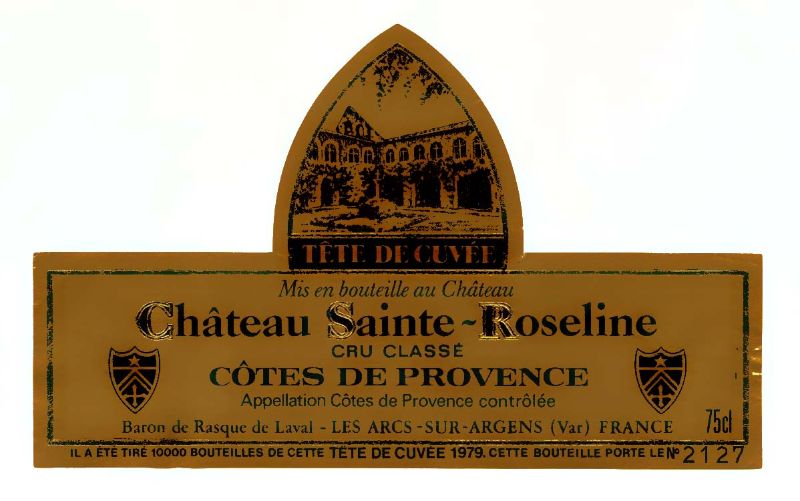 TÊTE DE CUVÉE
Mis en bouteille au Château
Château Sainte~Roseline
CRU CLASSÉ
CÔTES DE PROVENCE
Appellation Côtes de Provence contrôlée
Baron de Rasque de Laval - LES ARCS - SUR - ARGENS (Var) FRANCE 75cl
IL A ÉTÉ TIRÉ 10000 BOUTEILLES DE CETTE TÊTE DE CUVÉE 1979. CETTE BOUTEILLE PORTE LE Nº 2127